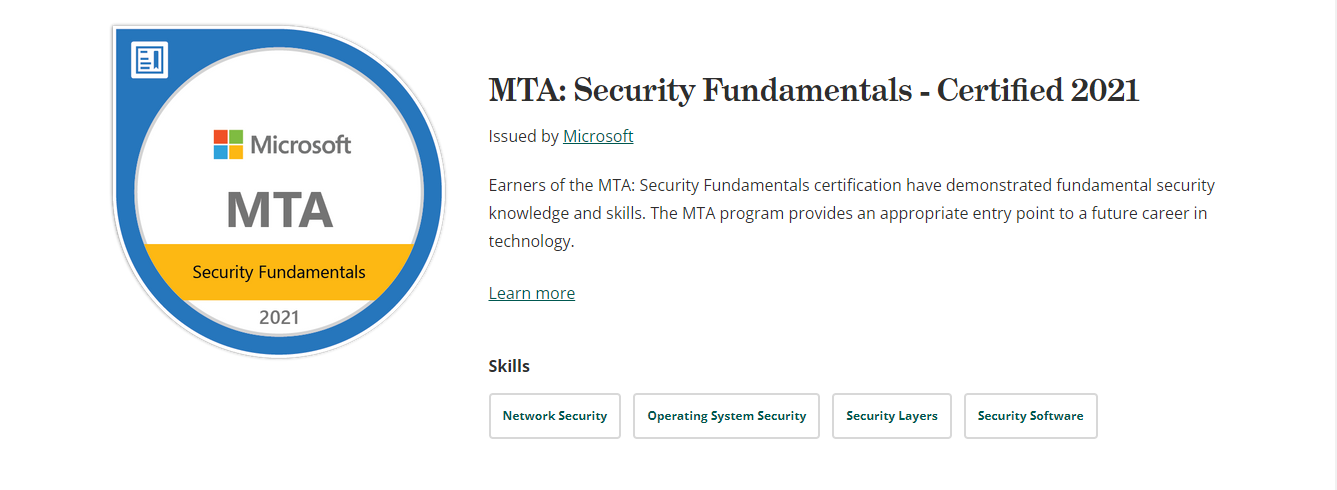 Microsoft
MTA
Security Fundamentals
2021
MTA: Security Fundamentals - Certified 2021
Issued by Microsoft
Earners of the MTA: Security Fundamentals certification have demonstrated fundamental security
knowledge and skills. The MTA program provides an appropriate entry point to a future career in
technology.
Learn more
Skills
Network Security
Operating System Security
Security Layers
Security Software